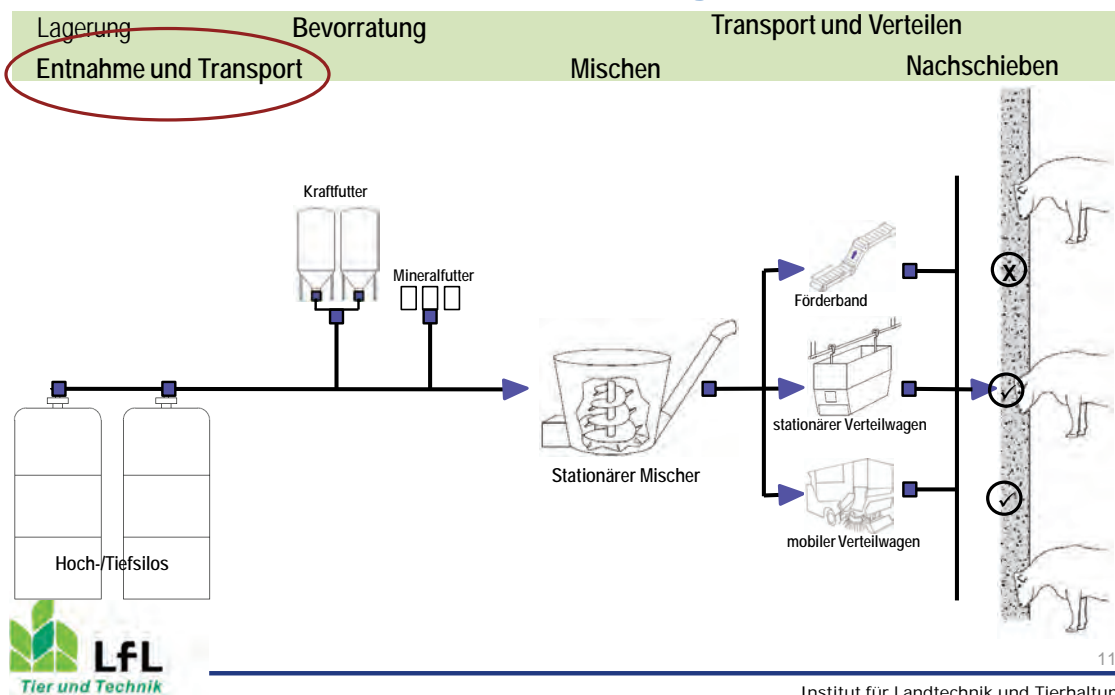 Lagerung
Bevorratung
Transport und Verteilen
Entnahme und Transport
Mischen
Nachschieben
Kraftfutter
Mineralfutter
Förderband
X
stationärer Verteilwagen
✓
Stationärer Mischer
✓
mobiler Verteilwagen
Hoch-/Tiefsilos
LfL
Tier und Technik
11
Institut für Landtechnik und Tierhaltun